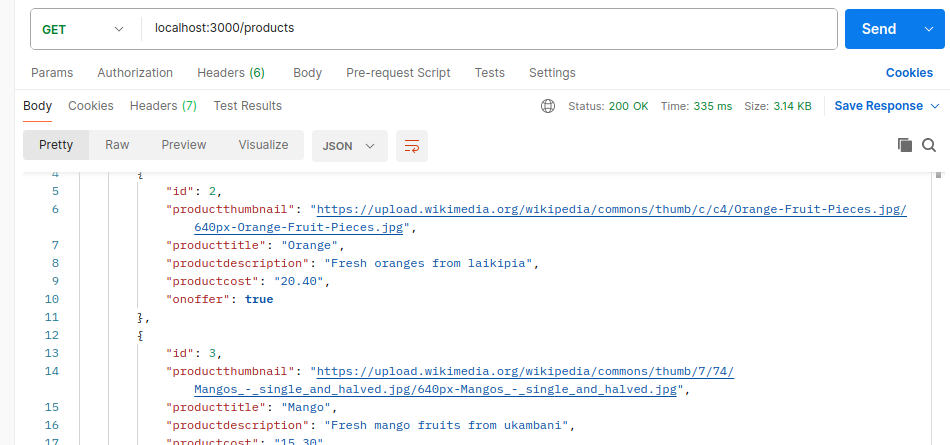 GET localhost:3000/products Send
Params Authorization Headers (6) Body Pre-request Script Tests Settings Cookies
Body Cookies Headers (7) Test Results Status: 200 OK Time: 335 ms Size: 3.14 KB Save Response
Pretty Raw Preview Visualize JSON
4 {
5 "id": 2,
6 "productthumbnail": "https://upload.wikimedia.org/wikipedia/commons/thumb/c/c4/Orange-Fruit-Pieces.jpg/
640px-Orange-Fruit-Pieces.jpg",
7 "producttitle": "Orange",
8 "productdescription": "Fresh oranges from laikipia",
9 "productcost": "20.40",
10 "onoffer": true
11 },
12 {
13 "id": 3,
14 "productthumbnail": "https://upload.wikimedia.org/wikipedia/commons/thumb/7/74/
Mangos_-_single_and_halved.jpg/640px-Mangos_-_single_and_halved.jpg",
15 "producttitle": "Mango",
16 "productdescription": "Fresh mango fruits from ukambani",
17 "productcost": "15.30"